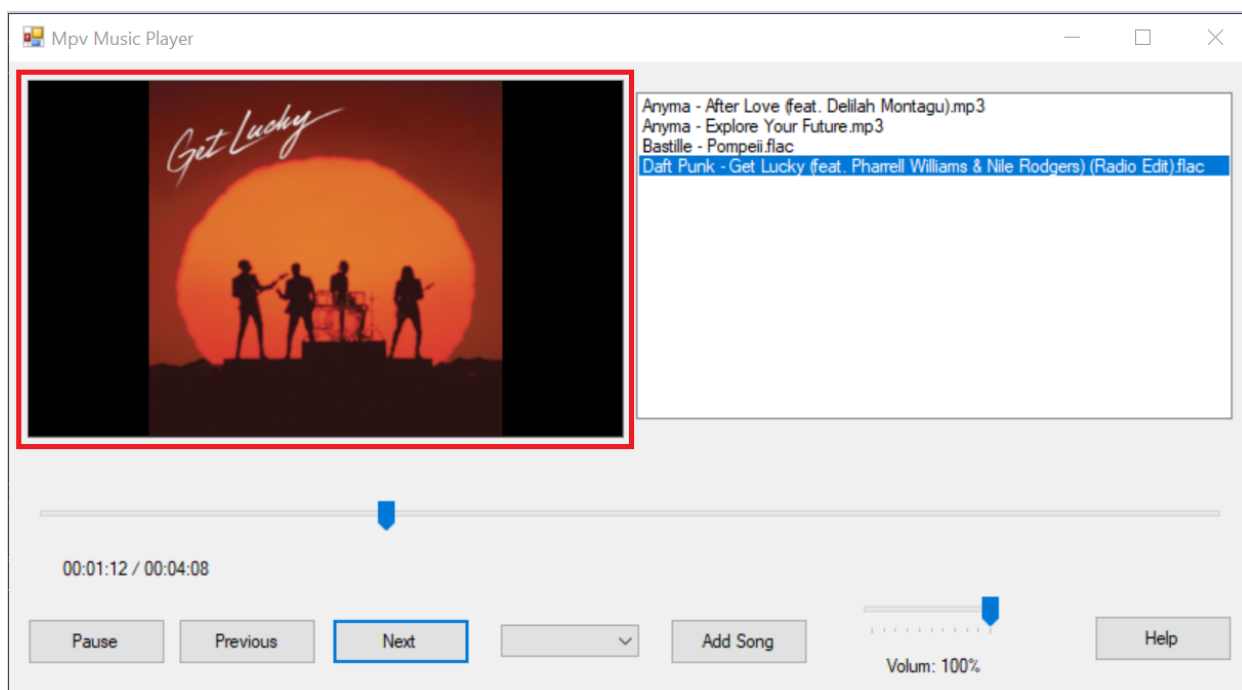 Mpv Music Player
Get Lucky
Anyma - After Love (feat. Delilah Montagu).mp3
Anyma - Explore Your Future.mp3
Bastille - Pompeii.flac
Daft Punk - Get Lucky (feat. Pharrell Williams & Nile Rodgers) (Radio Edit).flac
00:01:12 / 00:04:08
Pause
Previous
Next
Add Song
Volum: 100%
Help